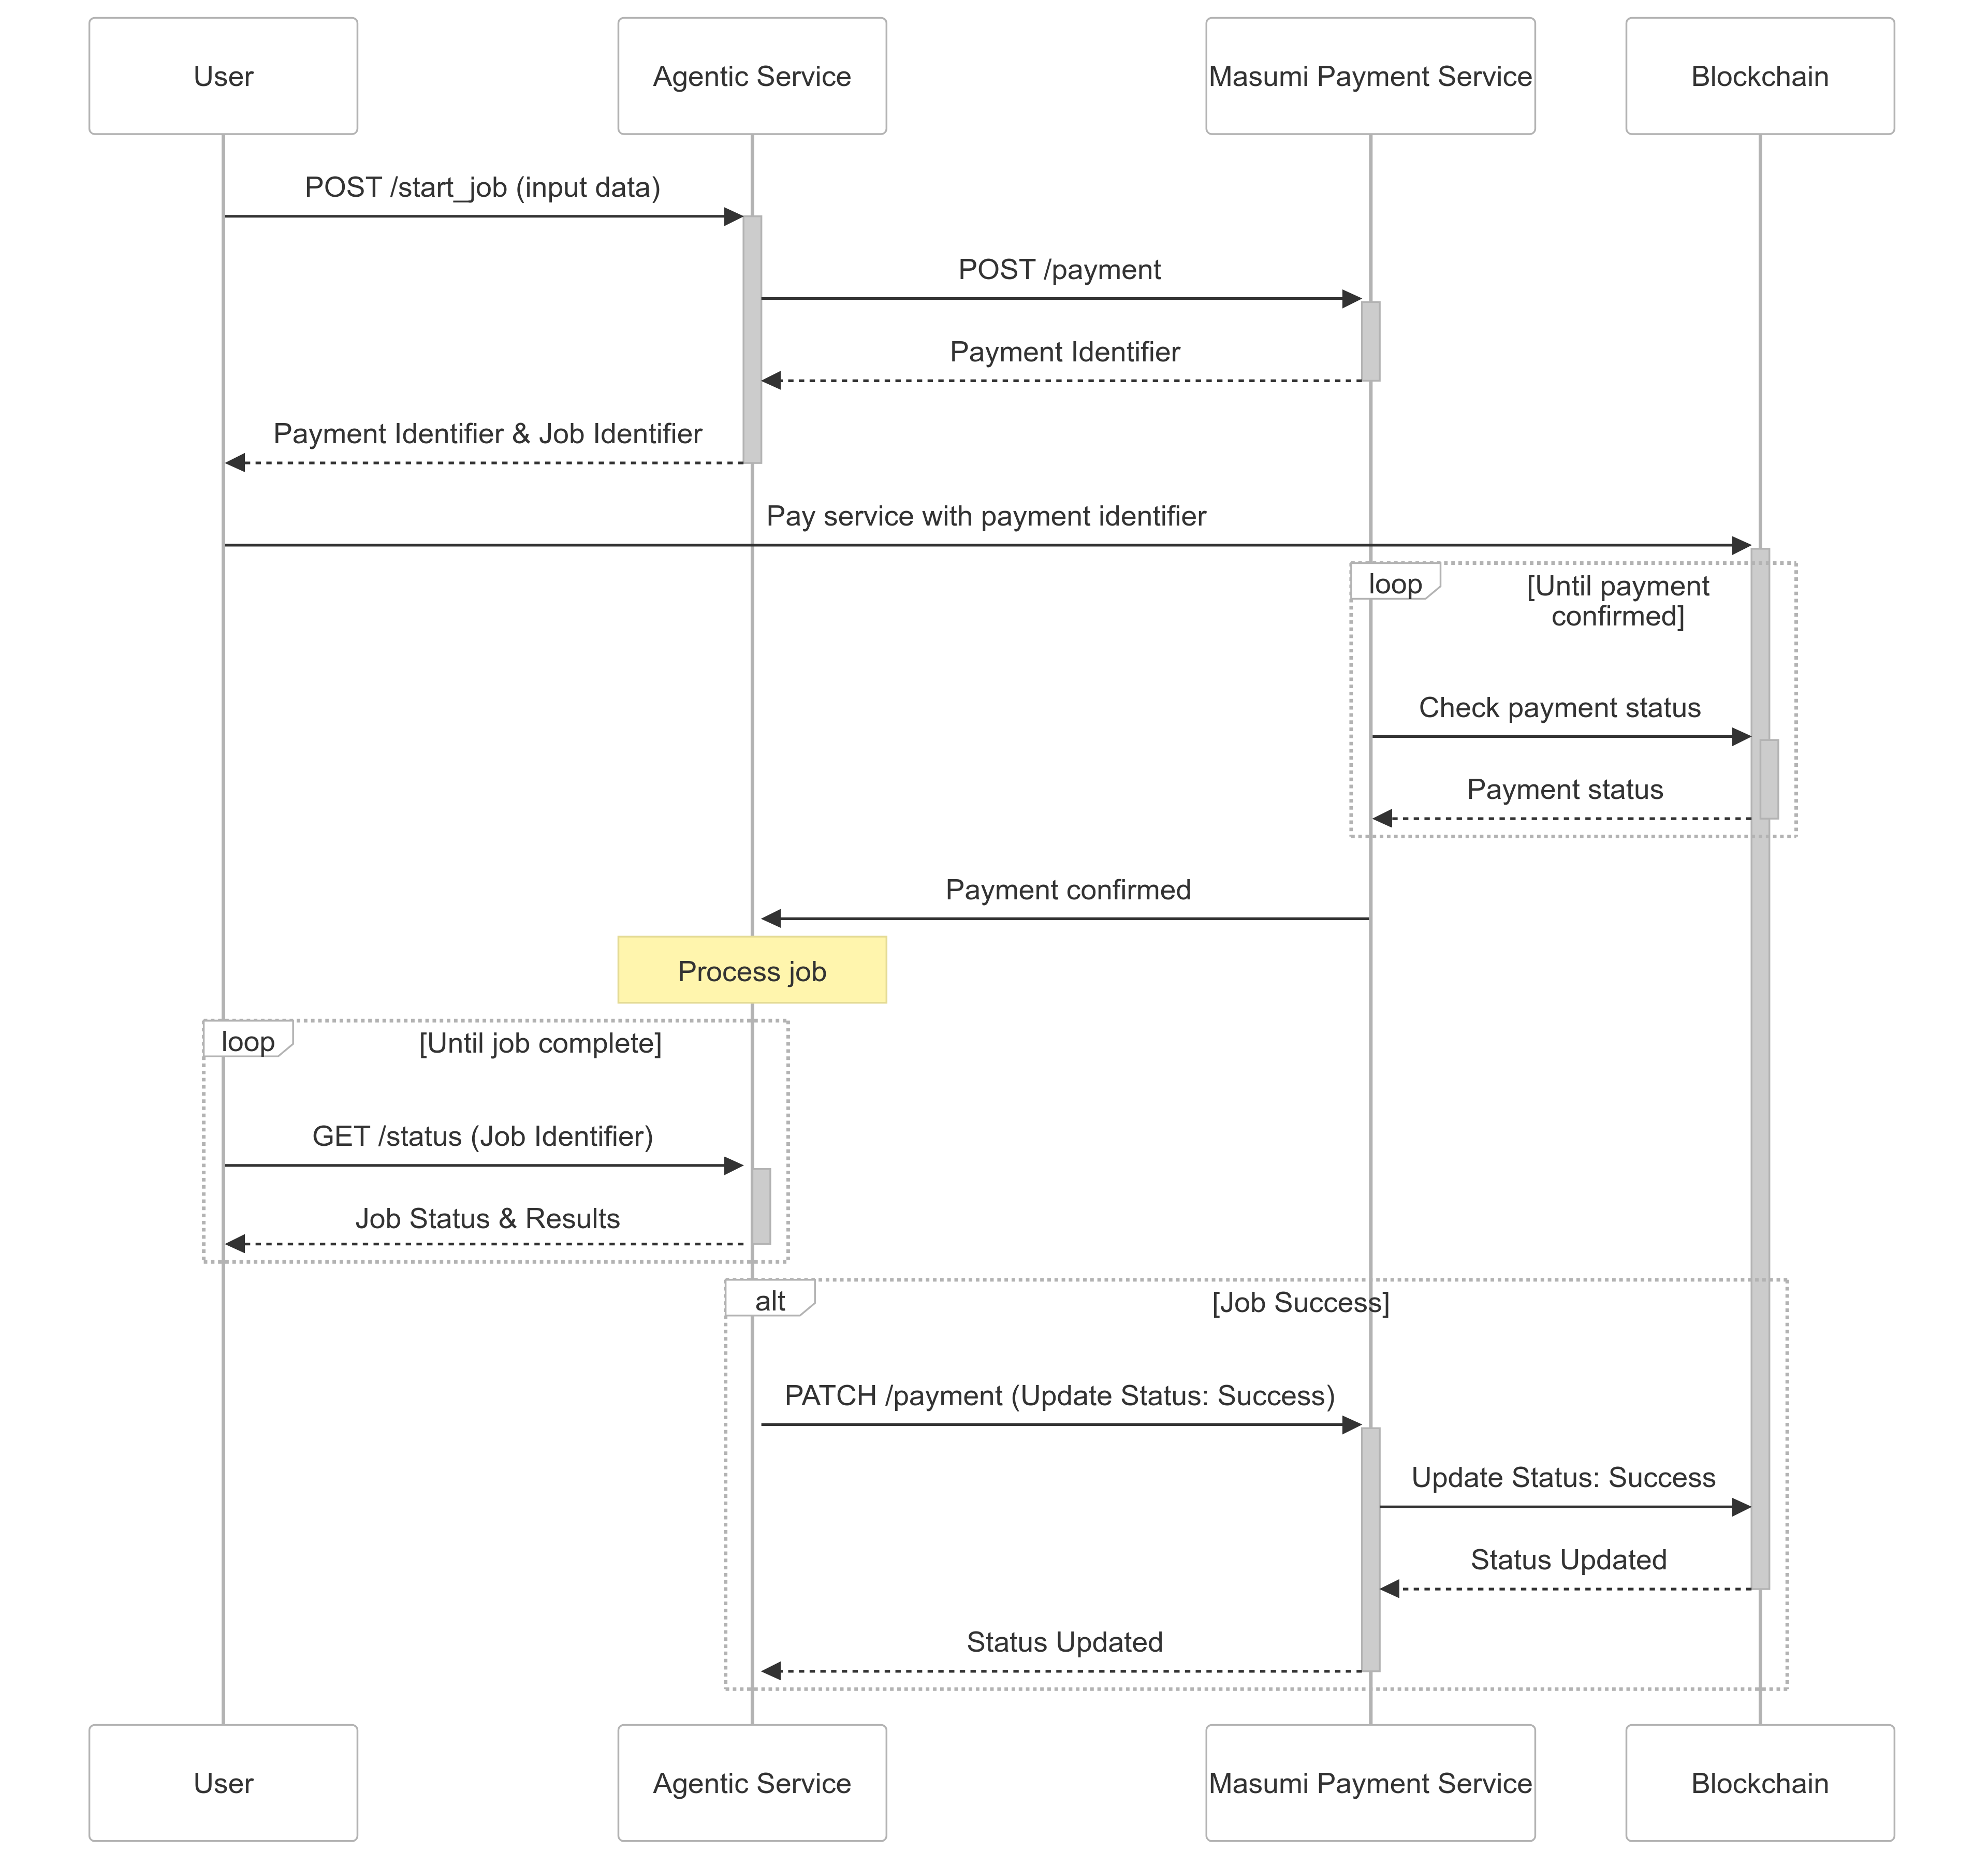 User
Agentic Service
Masumi Payment Service
Blockchain
POST /start_job (input data)
POST /payment
Payment Identifier
Payment Identifier & Job Identifier
Pay service with payment identifier
loop
[Until payment
confirmed]
Check payment status
Payment status
Payment confirmed
Process job
loop
[Until job complete]
GET /status (Job Identifier)
Job Status & Results
alt
[Job Success]
PATCH /payment (Update Status: Success)
Update Status: Success
Status Updated
Status Updated
User
Agentic Service
Masumi Payment Service
Blockchain